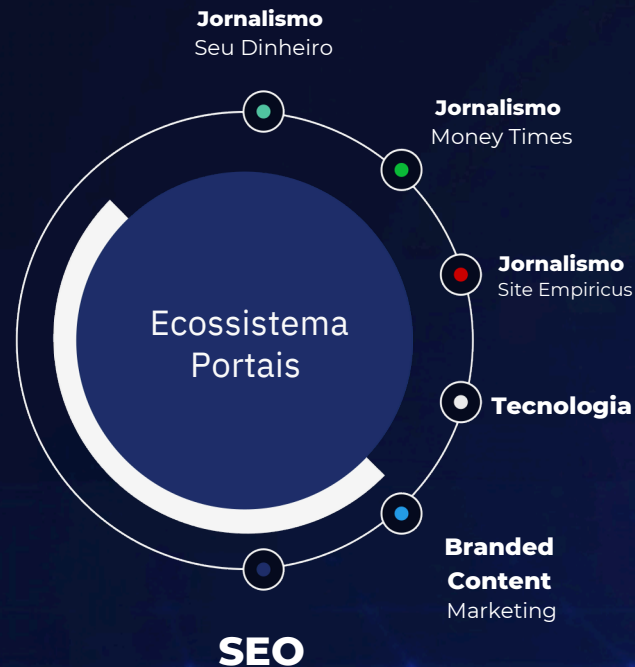 Jornalismo
Seu Dinheiro
Jornalismo
Money Times
Jornalismo
Site Empiricus
Ecossistema
Portais
Tecnologia
Branded
Content
Marketing
SEO